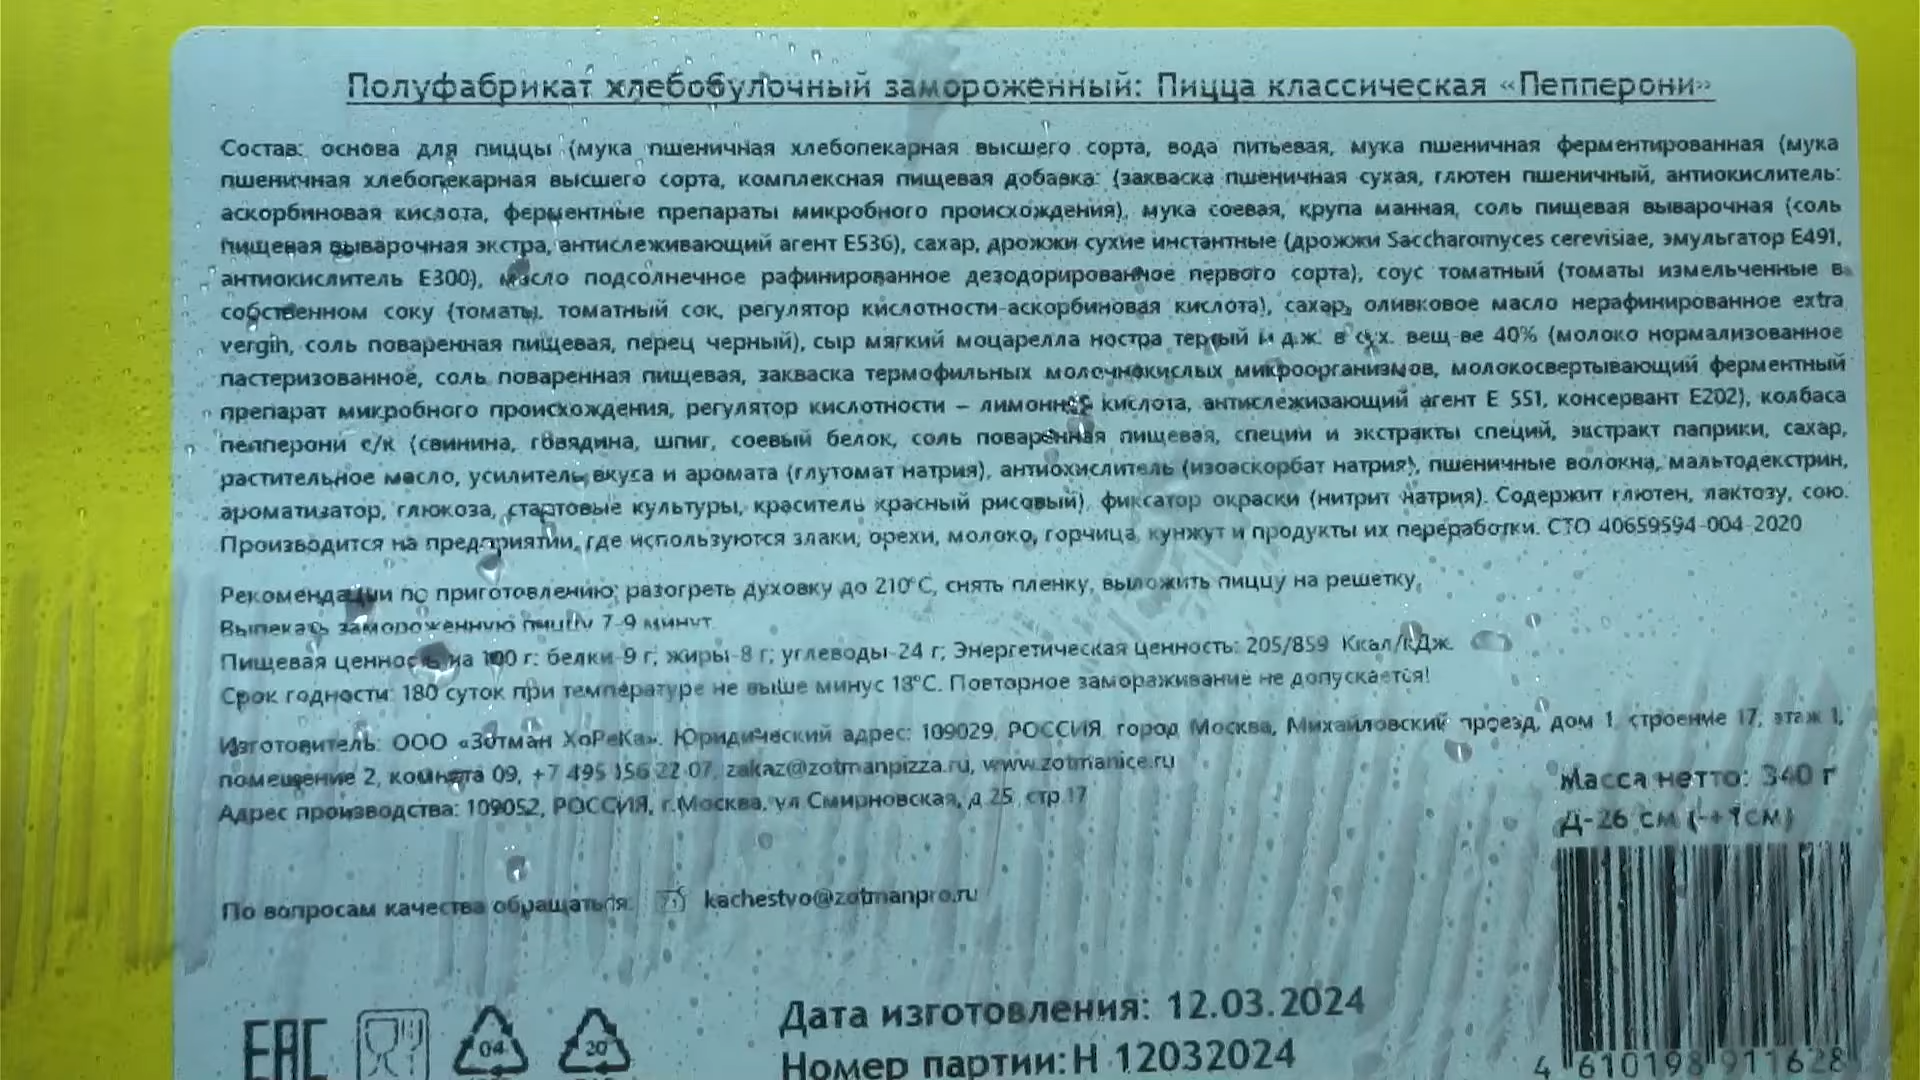 Полуфабрикат хлебобулочный замороженный: Пицца классическая «Пепперони»
Состав: основа для пиццы (мука пшеничная хлебопекарная высшего сорта, вода питьевая, мука пшеничная ферментированная (мука
пшеничная хлебопекарная высшего сорта, комплексная пищевая добавка: (закваска пшеничная сухая, глютен пшеничный, антиокислитель:
аскорбиновая кислота, ферментные препараты микробного происхождения), мука соевая, крупа манная, соль пищевая выварочная (соль
пищевая выварочная экстра, антислеживающий агент Е536), сахар, дрожжи сухие инстантные (дрожжи Saccharomyces cerevisiae, эмульгатор Е491,
антиокислитель Е300), масло подсолнечное рафинированное дезодорированное первого сорта), соус томатный (томаты измельченные в
собственном соку (томаты, томатный сок, регулятор кислотности-аскорбиновая кислота), сахар, оливковое масло нерафинированное extra
vergin, соль поваренная пищевая, перец черный), сыр мягкий моцарелла ностра тертый м.д.ж. в сух. вещ-ве 40% (молоко нормализованное
пастеризованное, соль поваренная пищевая, закваска термофильных молочнокислых микроорганизмов, молокосвертывающий ферментный
препарат микробного происхождения, регулятор кислотности – лимонная кислота, антислеживающий агент Е 551, консервант Е202), колбаса
пепперони с/к (свинина, говядина, шпиг, соевый белок, соль поваренная пищевая, специи и экстракты специй, экстракт паприки, сахар,
растительное масло, усилитель вкуса и аромата (глутомат натрия), антиокислитель (изоаскорбат натрия), пшеничные волокна, мальтодекстрин,
ароматизатор, глюкоза, стартовые культуры, краситель красный рисовый), фиксатор окраски (нитрит натрия). Содержит глютен, лактозу, сою.
Производится на предприятии, где используются злаки, орехи, молоко, горчица, кунжут и продукты их переработки. СТО 40659594-004-2020
Рекомендации по приготовлению: разогреть духовку до 210°С, снять пленку, выложить пиццу на решетку.
Выпекать замороженную пиццу 7-9 минут.
Пищевая ценность на 100 г: белки-9 г; жиры-8 г; углеводы-24 г; Энергетическая ценность: 205/859 Ккал/кДж.
Срок годности: 180 суток при температуре не выше минус 18°С. Повторное замораживание не допускается!
Изготовитель: ООО «Зотман ХоРеКа». Юридический адрес: 109029, РОССИЯ, город Москва, Михайловский проезд, дом 1, строение 17, этаж 1,
помещение 2, комната 09, +7 495 156 22 07, zakaz@zotmanpizza.ru, www.zotmanice.ru
Адрес производства: 109052, РОССИЯ, г.Москва, ул Смирновская, д 25, стр.17
Масса нетто: 340 г
Д-26 см (-+1см)
По вопросам качества обращаться: kachestvo@zotmanpro.ru
EAC
04
20
Дата изготовления: 12.03.2024
Номер партии: Н 12032024
4 610198 911628